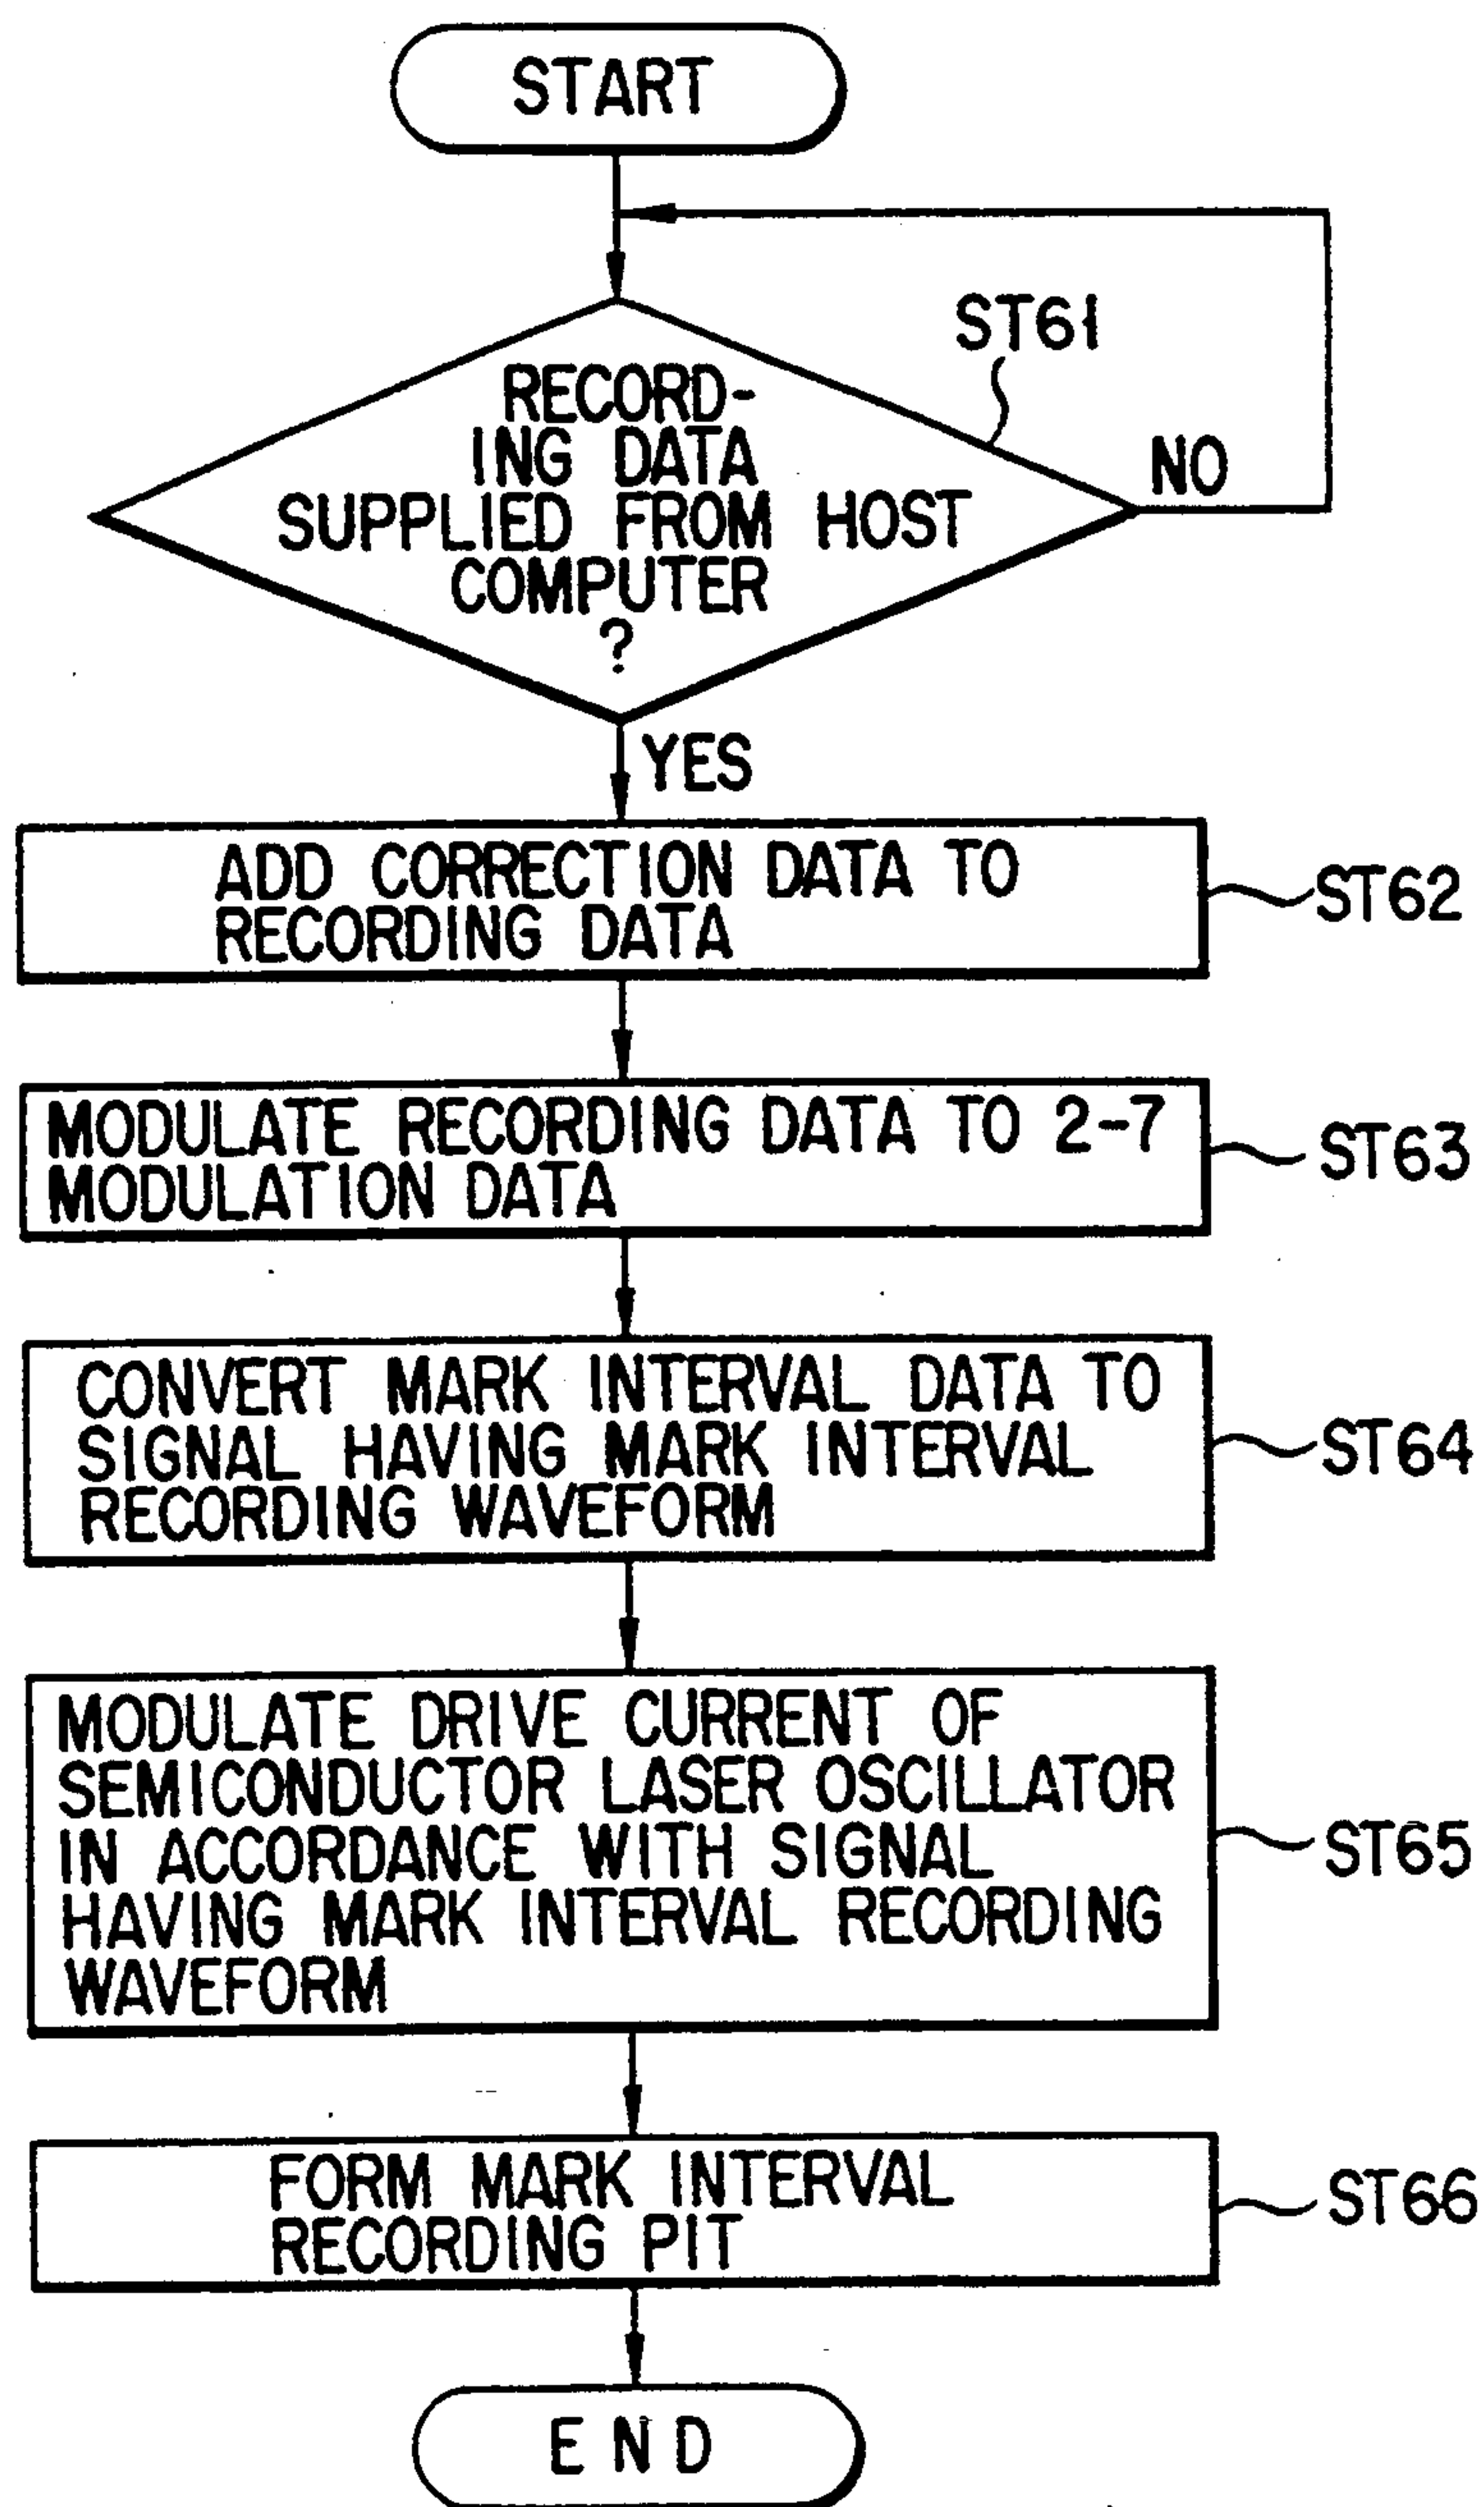 START
ST61
RECORD-
ING DATA
SUPPLIED FROM HOST
COMPUTER
?
NO
YES
ADD CORRECTION DATA TO
RECORDING DATA
ST62
MODULATE RECORDING DATA TO 2-7
MODULATION DATA
ST63
CONVERT MARK INTERVAL DATA TO
SIGNAL HAVING MARK INTERVAL
RECORDING WAVEFORM
ST64
MODULATE DRIVE CURRENT OF
SEMICONDUCTOR LASER OSCILLATOR
IN ACCORDANCE WITH SIGNAL
HAVING MARK INTERVAL RECORDING
WAVEFORM
ST65
FORM MARK INTERVAL
RECORDING PIT
ST66
END